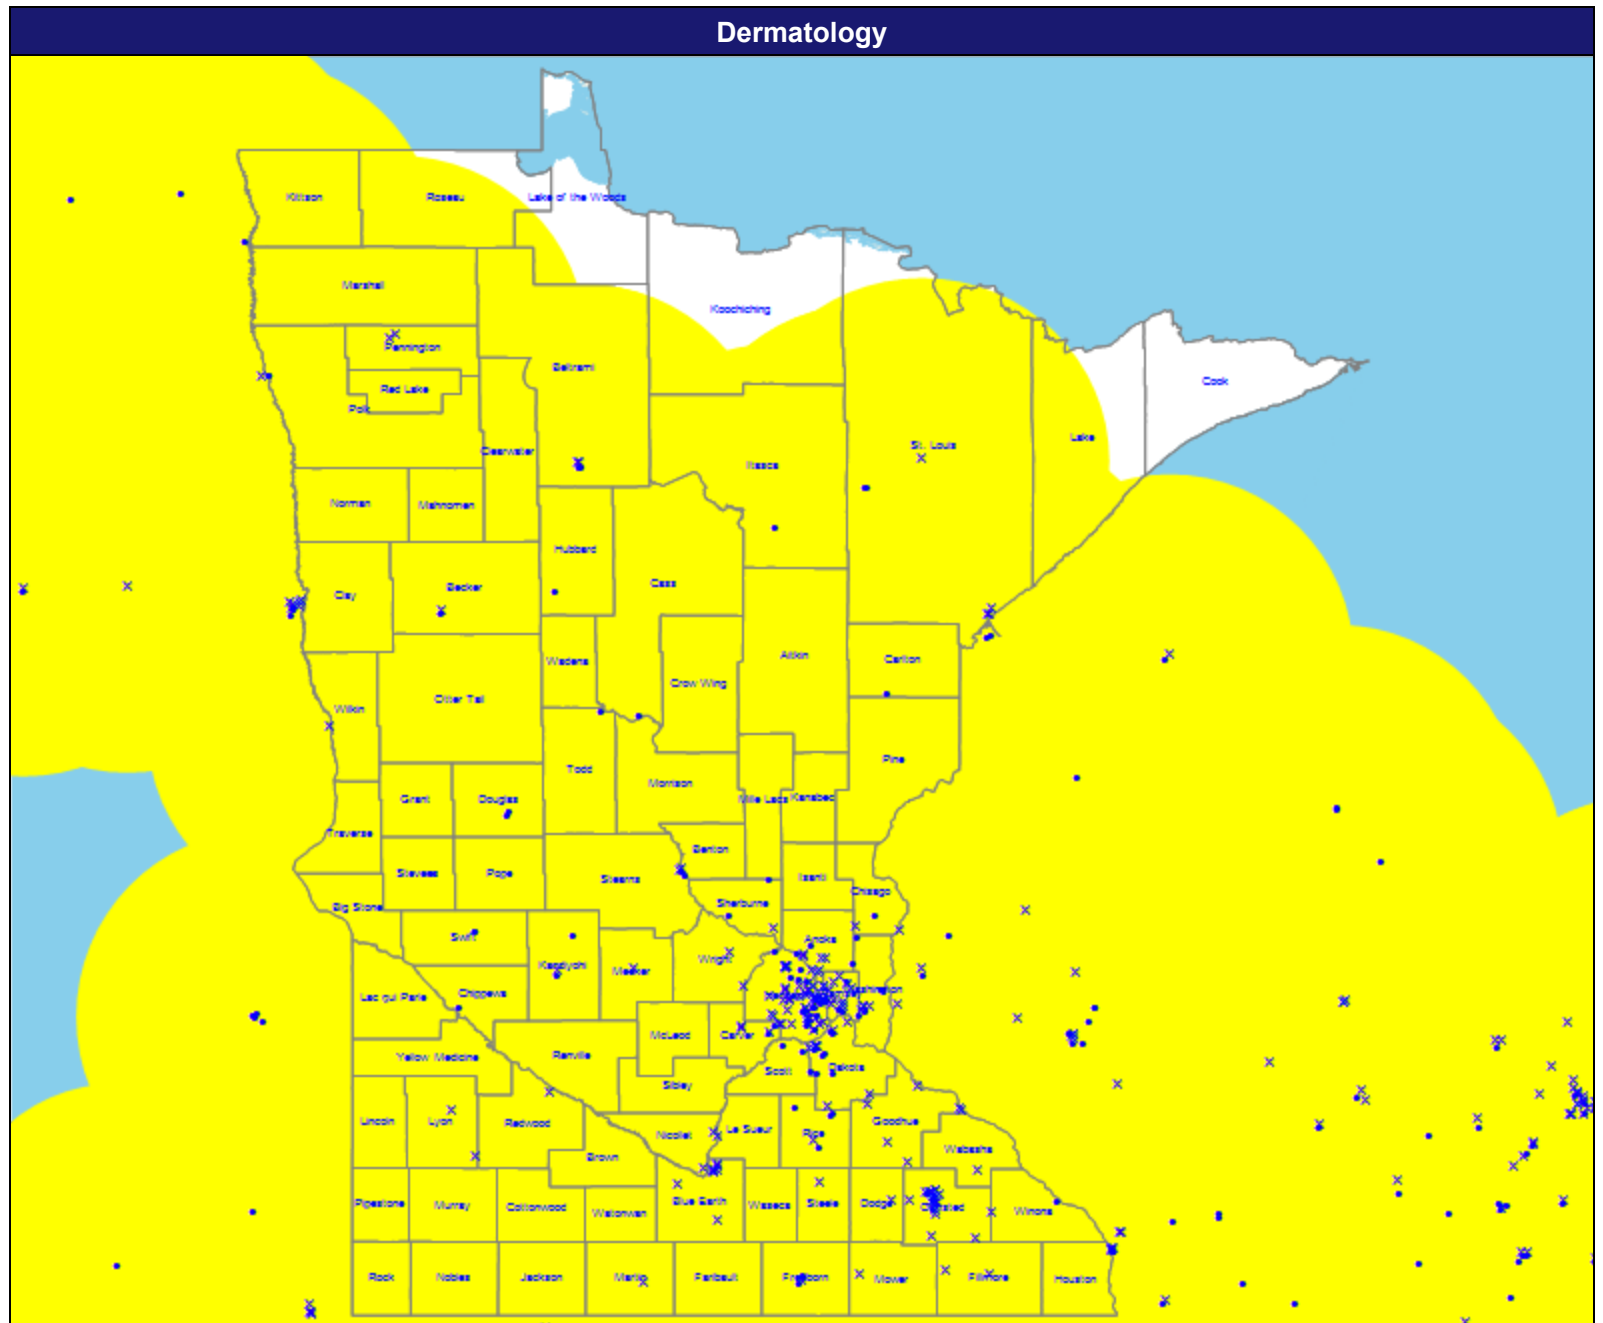 Dermatology
Kittson
Roseau
Lake of the Woods
Marshall
Koochiching
Pennington
Beltrami
Red Lake
Polk
Cook
Clearwater
Itasca
St. Louis
Lake
Norman
Mahnomen
Hubbard
Cass
Clay
Becker
Wadena
Aitkin
Carlton
Otter Tail
Crow Wing
Wilkin
Todd
Morrison
Pine
Grant
Douglas
Mille Lacs
Kanabec
Traverse
Benton
Stevens
Pope
Stearns
Isanti
Chisago
Big Stone
Sherburne
Swift
Kandiyohi
Meeker
Wright
Anoka
Lac qui Parle
Chippewa
Washington
McLeod
Carver
Yellow Medicine
Renville
Scott
Dakota
Sibley
Lincoln
Lyon
Redwood
Nicollet
Le Sueur
Rice
Goodhue
Brown
Wabasha
Pipestone
Murray
Cottonwood
Watonwan
Blue Earth
Waseca
Steele
Dodge
Olmsted
Winona
Rock
Nobles
Jackson
Martin
Faribault
Freeborn
Mower
Fillmore
Houston